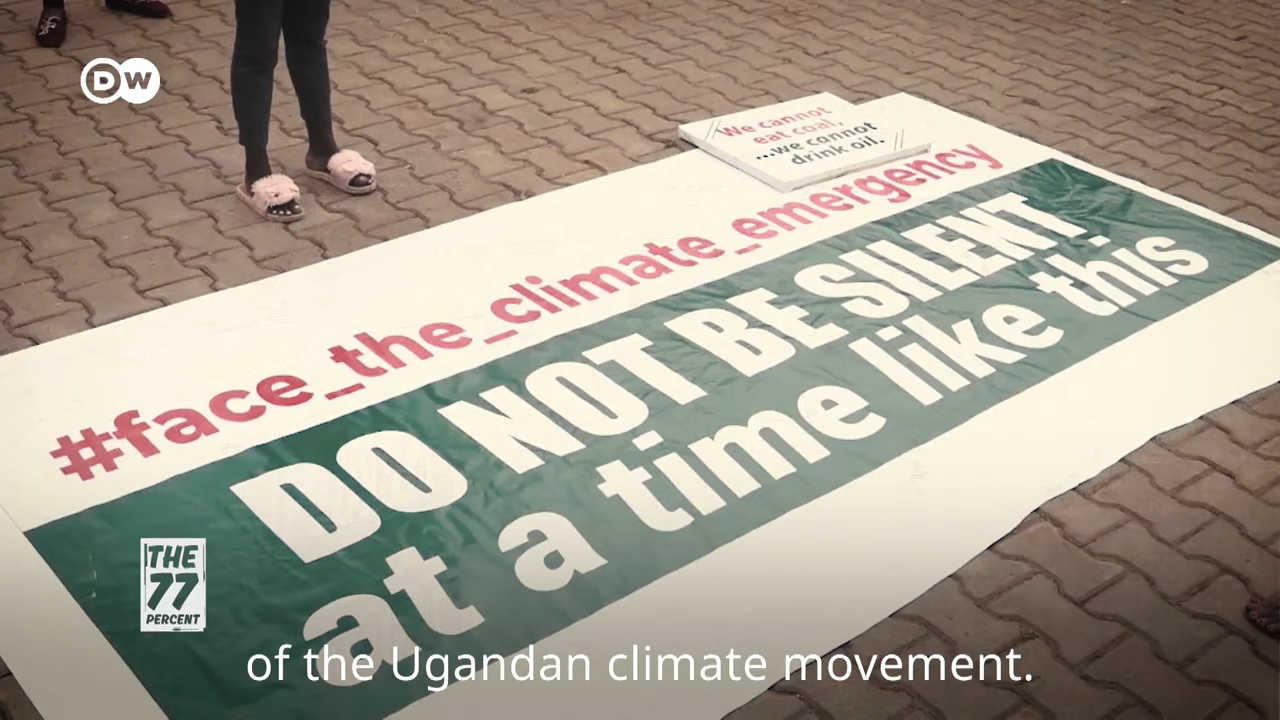 DW
We cannot
eat coal,
...we cannot
drink oil.
#face_the_climate_emergency
DO NOT BE SILENT
at a time like this
THE
77
PERCENT
of the Ugandan climate movement.